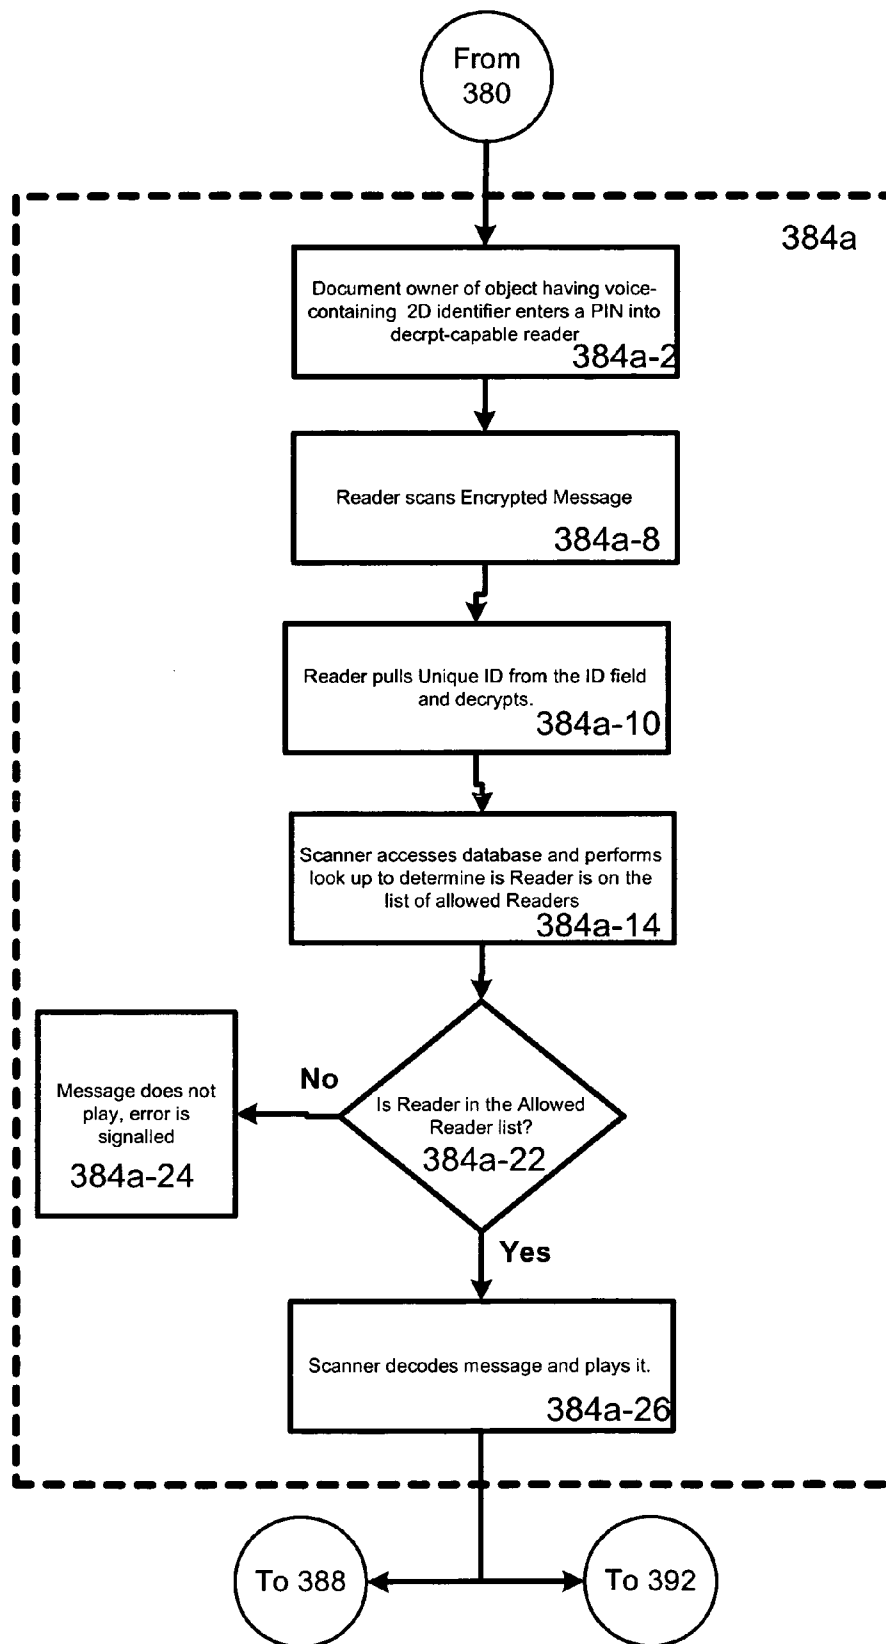 From
380
384a
Document owner of object having voice-
containing 2D identifier enters a PIN into
decrpt-capable reader
384a-2
Reader scans Encrypted Message
384a-8
Reader pulls Unique ID from the ID field
and decrypts.
384a-10
Scanner accesses database and performs
look up to determine is Reader is on the
list of allowed Readers
384a-14
No
Message does not
play, error is
signalled
384a-24
Is Reader in the Allowed
Reader list?
384a-22
Yes
Scanner decodes message and plays it.
384a-26
To 388
To 392